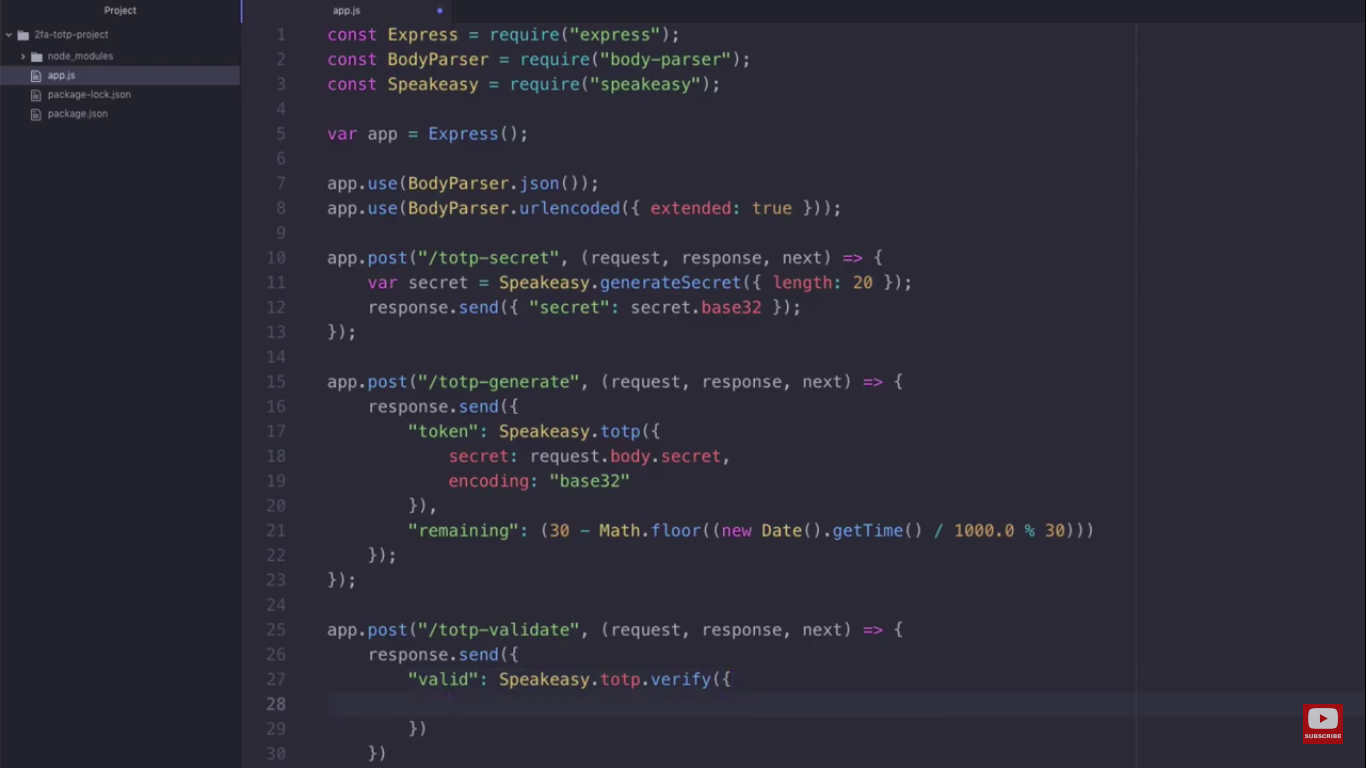 Project
2fa-totp-project
node_modules
app.js
package-lock.json
package.json
app.js
1 const Express = require("express");
2 const BodyParser = require("body-parser");
3 const Speakeasy = require("speakeasy");
4
5 var app = Express();
6
7 app.use(BodyParser.json());
8 app.use(BodyParser.urlencoded({ extended: true }));
9
10 app.post("/totp-secret", (request, response, next) => {
11     var secret = Speakeasy.generateSecret({ length: 20 });
12     response.send({ "secret": secret.base32 });
13 });
14
15 app.post("/totp-generate", (request, response, next) => {
16     response.send({
17         "token": Speakeasy.totp({
18             secret: request.body.secret,
19             encoding: "base32"
20         }),
21         "remaining": (30 - Math.floor((new Date().getTime() / 1000.0 % 30)))
22     });
23 });
24
25 app.post("/totp-validate", (request, response, next) => {
26     response.send({
27         "valid": Speakeasy.totp.verify({
28
29         })
30     })
SUBSCRIBE